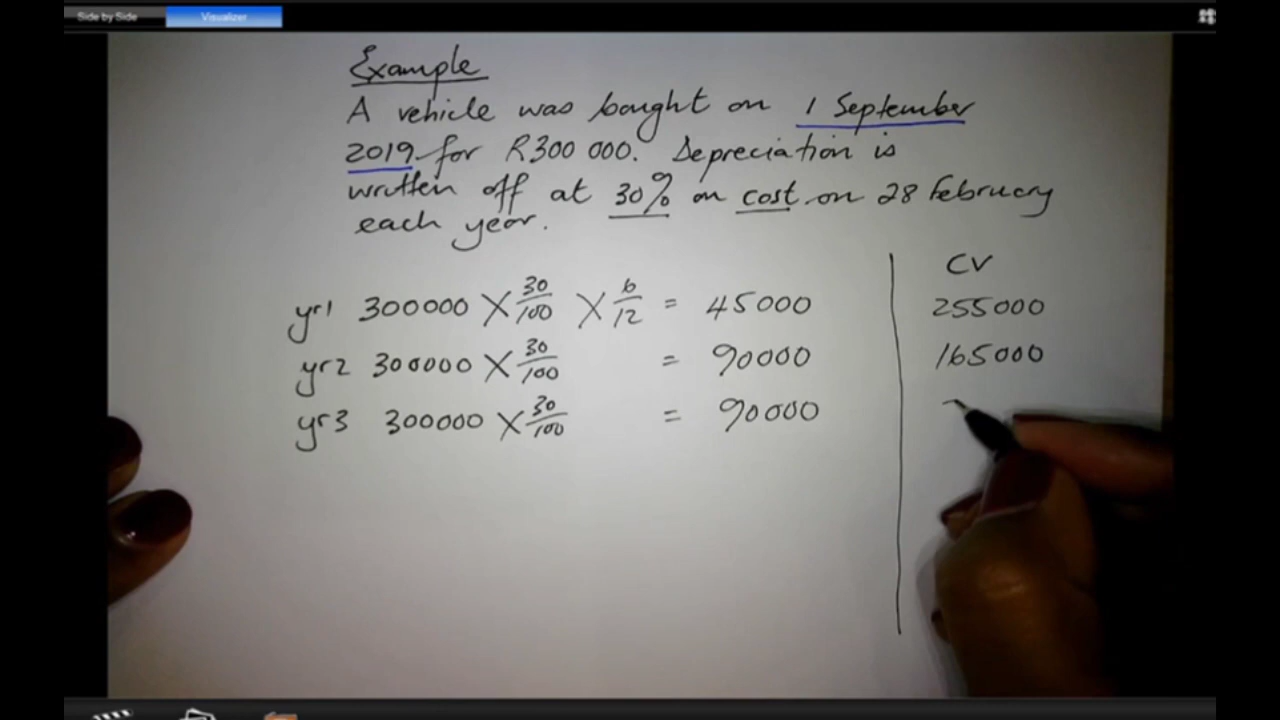 Side by Side Visualizer
Example
A vehicle was bought on 1 September
2019 for R300 000. Depreciation is
written off at 30% on cost on 28 February
each year.
CV
yr1 300000 X 30/100 X 6/12 = 45000 255000
yr2 300000 X 30/100 = 90000 165000
yr3 300000 X 30/100 = 90000